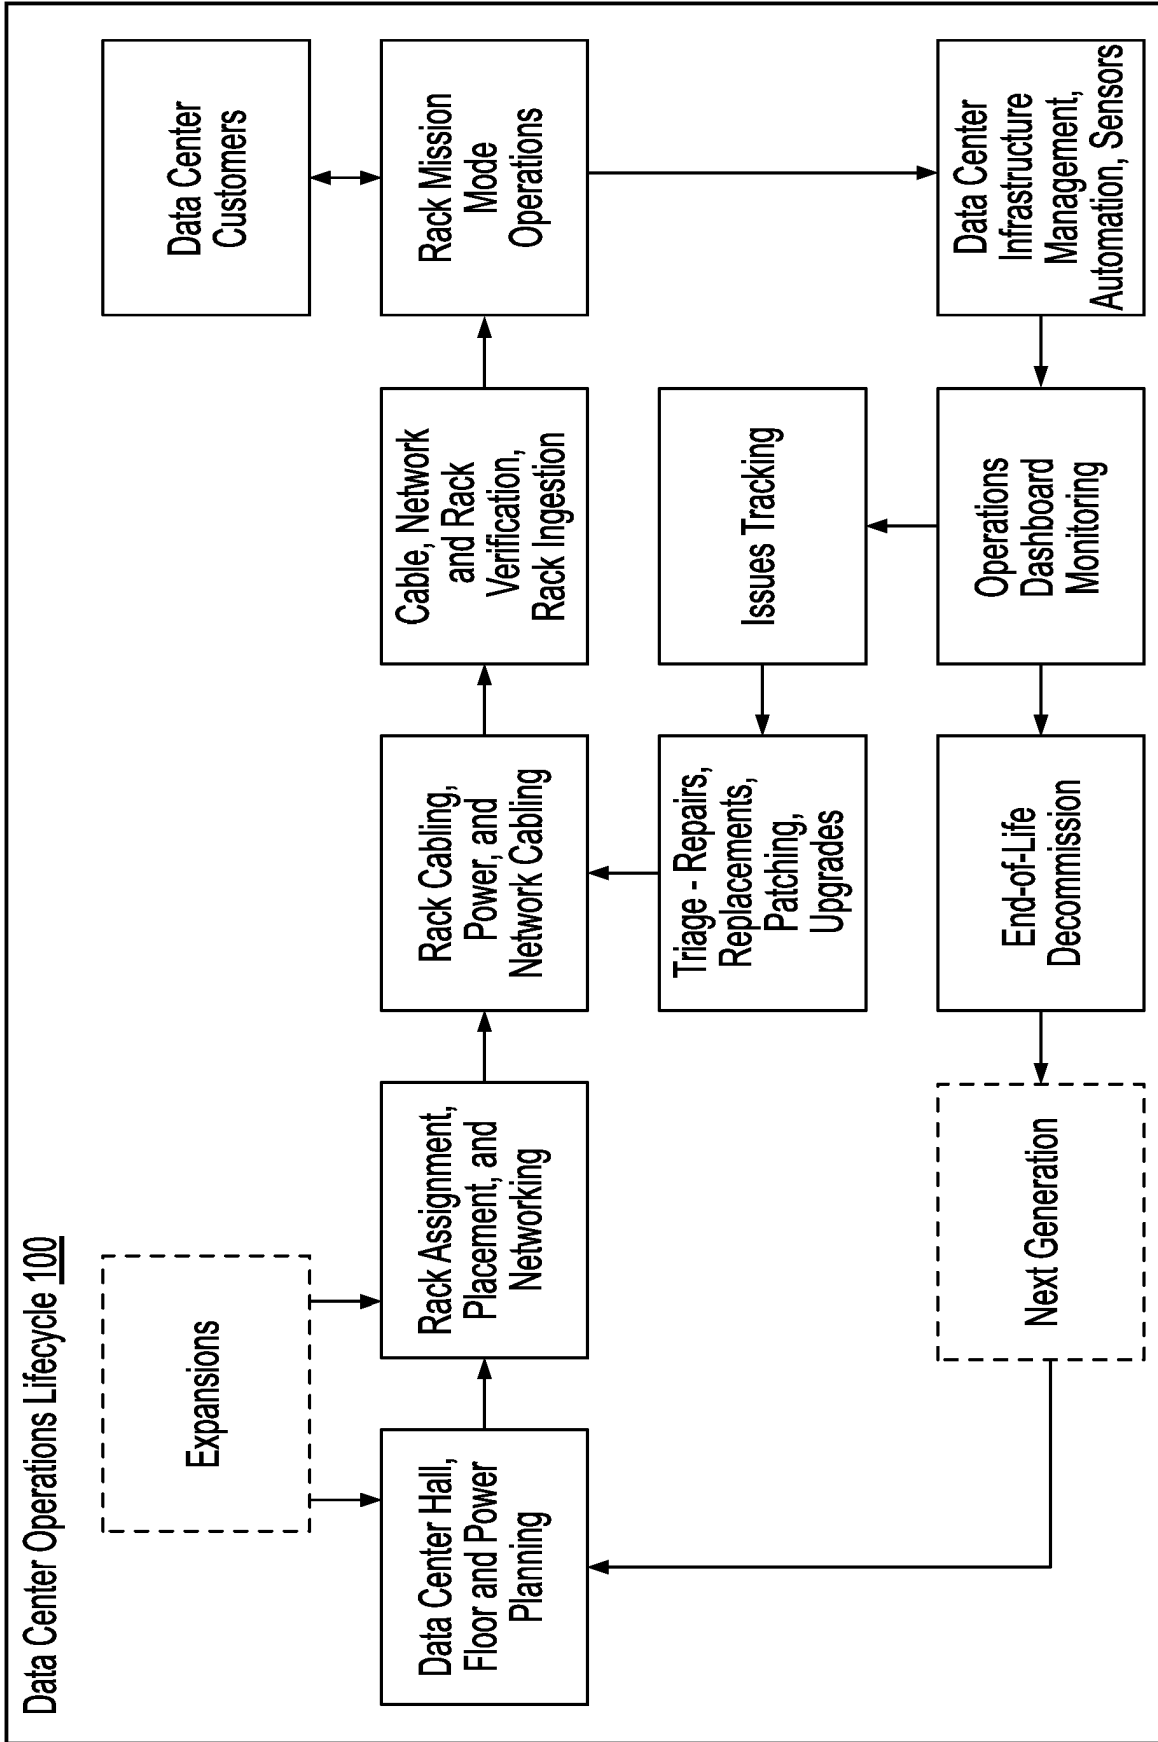 Data Center Operations Lifecycle 100
Expansions
Data Center
Customers
Data Center Hall,
Floor and Power
Planning
Rack Assignment,
Placement, and
Networking
Rack Cabling,
Power, and
Network Cabling
Cable, Network
and Rack
Verification,
Rack Ingestion
Rack Mission
Mode
Operations
Triage - Repairs,
Replacements,
Patching,
Upgrades
Issues Tracking
Next Generation
End-of-Life
Decommission
Operations
Dashboard
Monitoring
Data Center
Infrastructure
Management,
Automation, Sensors